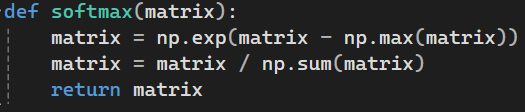 def softmax(matrix):
    matrix = np.exp(matrix - np.max(matrix))
    matrix = matrix / np.sum(matrix)
    return matrix